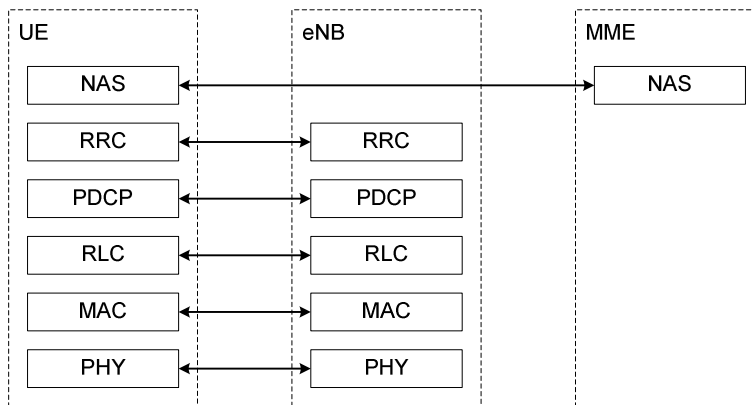 UE eNB MME
NAS NAS
RRC RRC
PDCP PDCP
RLC RLC
MAC MAC
PHY PHY